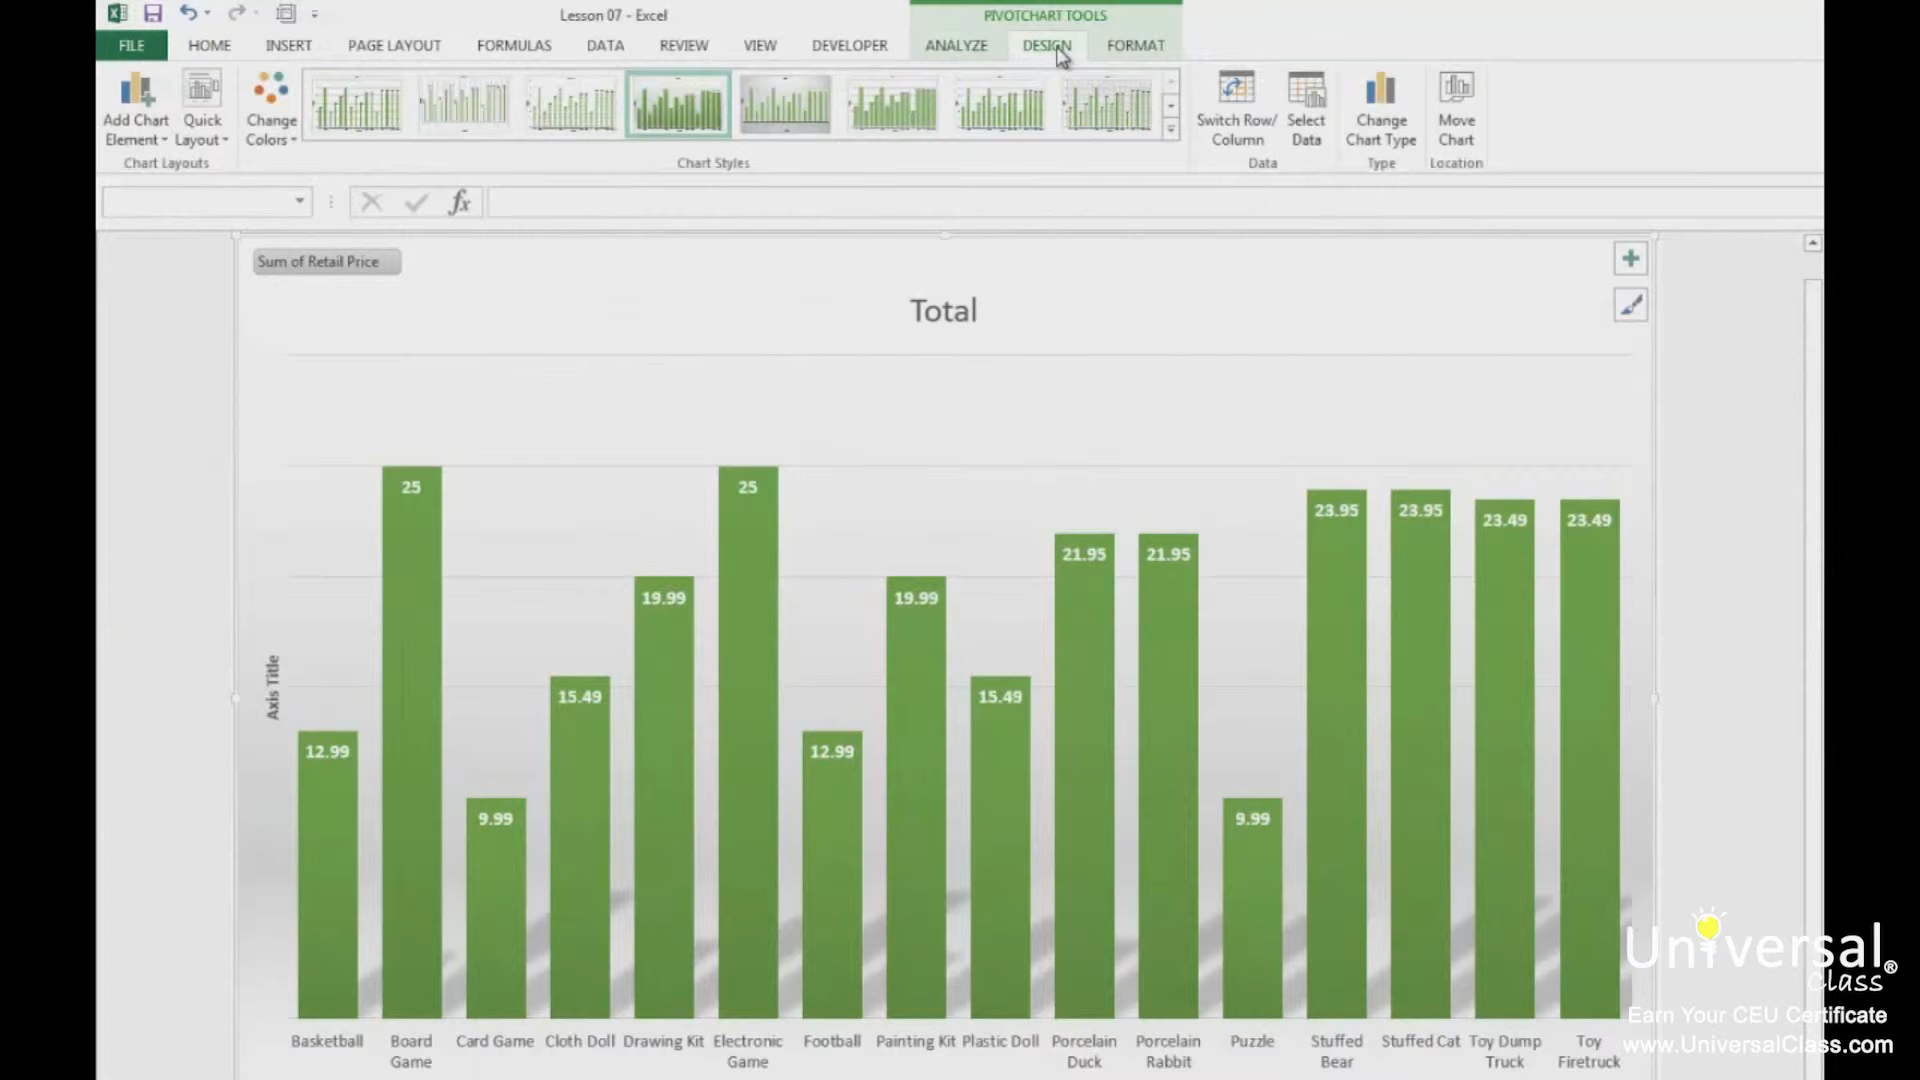 Lesson 07 - Excel
PIVOTCHART TOOLS
FILE HOME INSERT PAGE LAYOUT FORMULAS DATA REVIEW VIEW DEVELOPER ANALYZE DESIGN FORMAT
Add Chart Element
Quick Layout
Change Colors
Switch Row/ Column
Select Data
Change Chart Type
Move Chart
Chart Layouts
Chart Styles
Data
Type
Location
fx
Sum of Retail Price
Total
Axis Title
12.99
25
9.99
15.49
19.99
25
12.99
19.99
15.49
21.95
21.95
9.99
23.95
23.95
23.49
23.49
Basketball
Board Game
Card Game
Cloth Doll
Drawing Kit
Electronic Game
Football
Painting Kit
Plastic Doll
Porcelain Duck
Porcelain Rabbit
Puzzle
Stuffed Bear
Stuffed Cat
Toy Dump Truck
Toy Firetruck
Universal
Class®
Earn Your CEU Certificate
www.UniversalClass.com